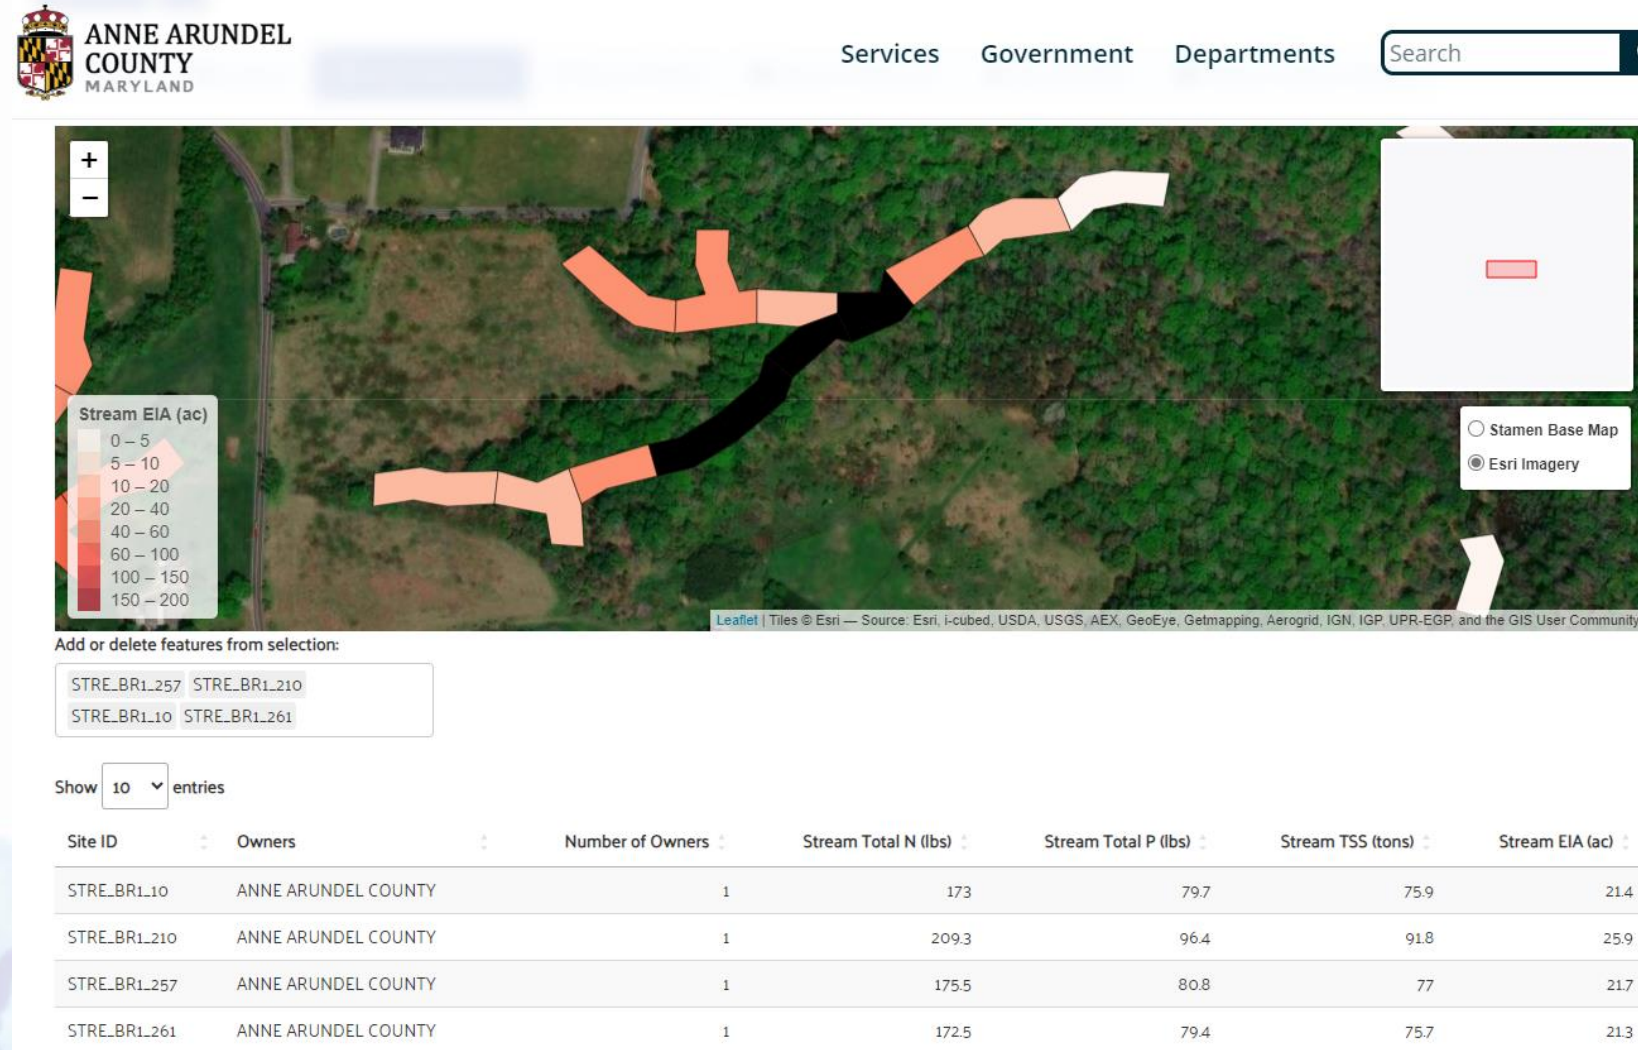 ANNE ARUNDEL
COUNTY
MARYLAND
Services Government Departments Search
+
−
Stream EIA (ac)
0 – 5
5 – 10
10 – 20
20 – 40
40 – 60
60 – 100
100 – 150
150 – 200
Stamen Base Map
Esri Imagery
Leaflet | Tiles © Esri — Source: Esri, i-cubed, USDA, USGS, AEX, GeoEye, Getmapping, Aerogrid, IGN, IGP, UPR-EGP, and the GIS User Community
Add or delete features from selection:
STRE_BR1_257 STRE_BR1_210
STRE_BR1_10 STRE_BR1_261
Show 10 entries
Site ID Owners Number of Owners Stream Total N (lbs) Stream Total P (lbs) Stream TSS (tons) Stream EIA (ac)
STRE_BR1_10 ANNE ARUNDEL COUNTY 1 173 79.7 75.9 21.4
STRE_BR1_210 ANNE ARUNDEL COUNTY 1 209.3 96.4 91.8 25.9
STRE_BR1_257 ANNE ARUNDEL COUNTY 1 175.5 80.8 77 21.7
STRE_BR1_261 ANNE ARUNDEL COUNTY 1 172.5 79.4 75.7 21.3